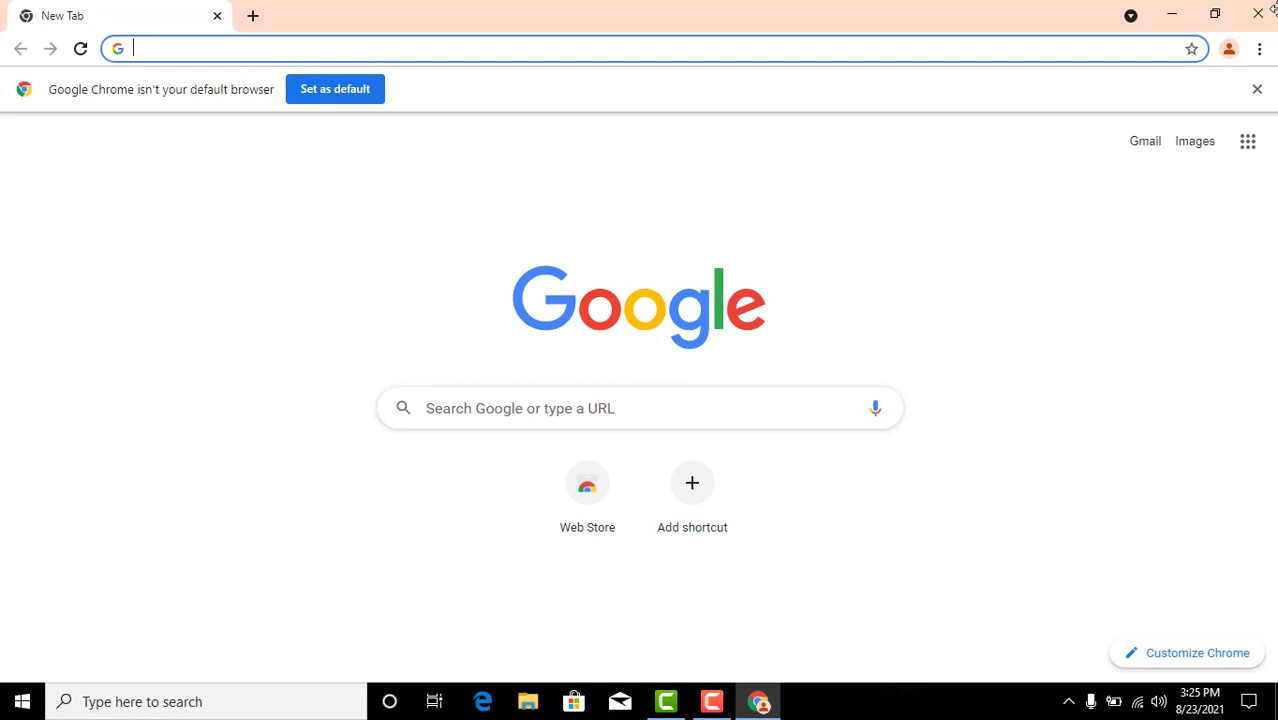 New Tab
Google Chrome isn't your default browser
Set as default
Gmail
Images
Google
Search Google or type a URL
Web Store
Add shortcut
Customize Chrome
Type here to search
3:25 PM
8/23/2021